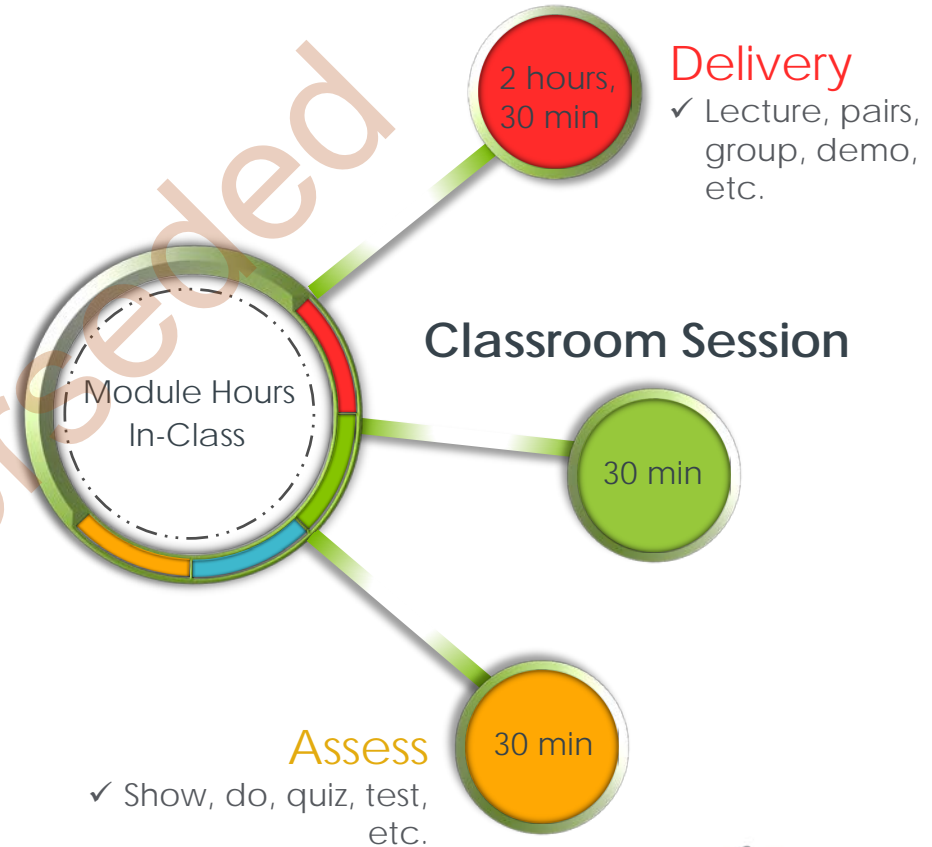 Delivery
2 hours,
30 min
✓ Lecture, pairs,
group, demo,
etc.
Classroom Session
Module Hours
In-Class
30 min
Assess
30 min
✓ Show, do, quiz, test,
etc.